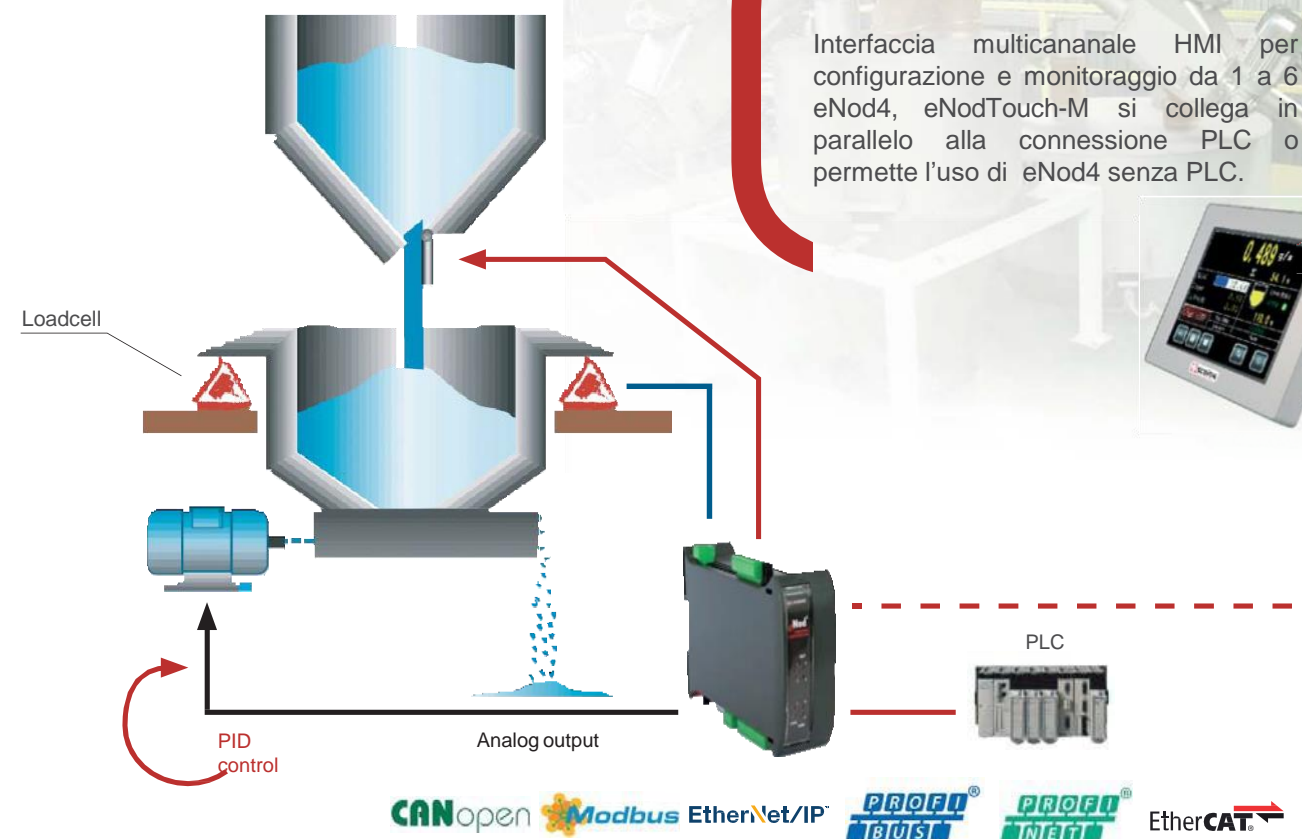 Interfaccia multicananale HMI per
configurazione e monitoraggio da 1 a 6
eNod4, eNodTouch-M si collega in
parallelo alla connessione PLC o
permette l'uso di eNod4 senza PLC.
0,489 g/s
Loadcell
PLC
PID
control
Analog output
CANopen Modbus EtherNet/IP PROFI® BUS PROFI® NET EtherCAT®